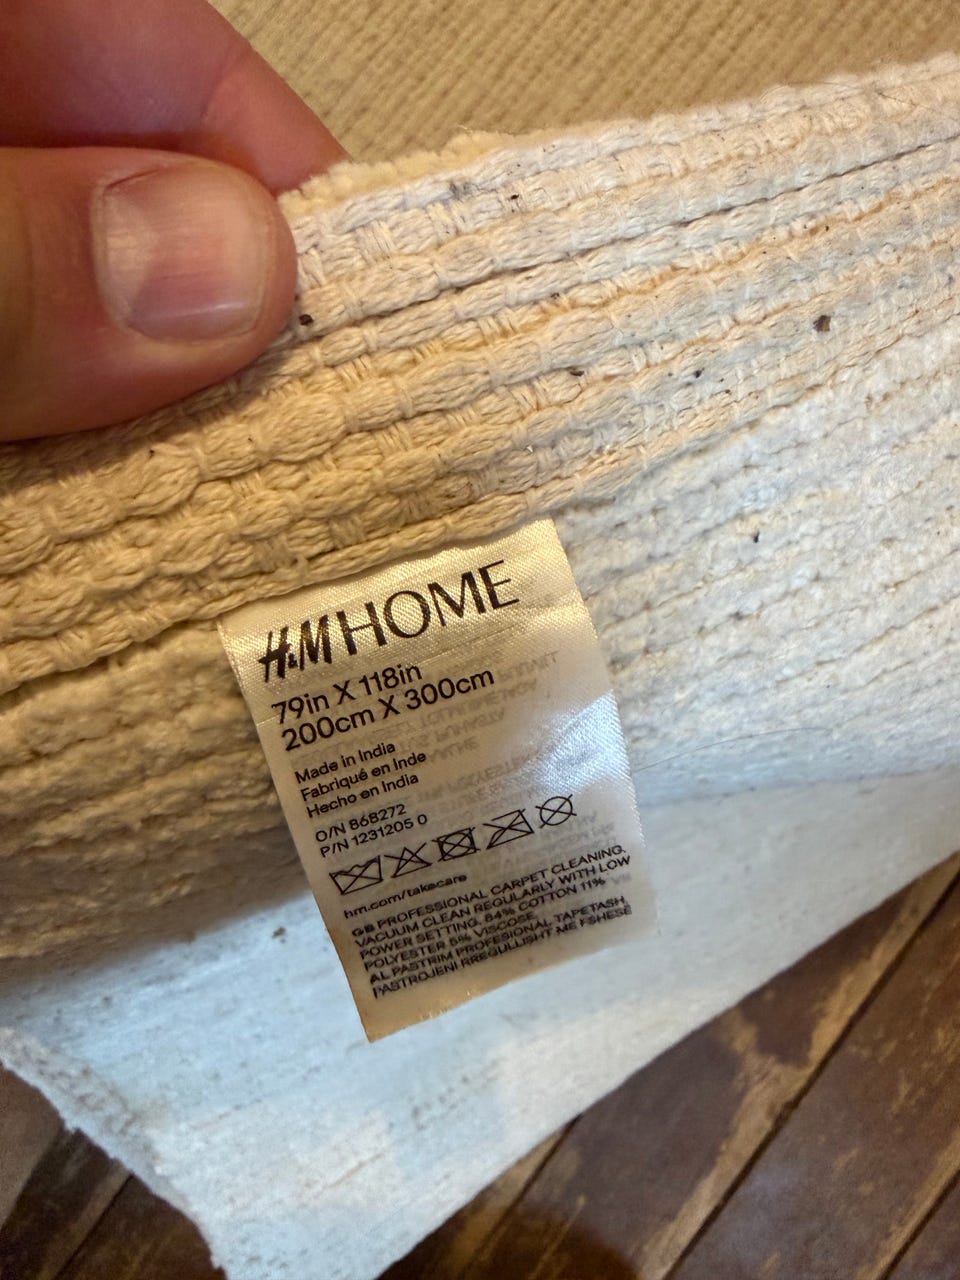 H&M HOME
79in X 118in
200cm X 300cm
Made in India
Fabriqué en Inde
Hecho en India
O/N 868272
P/N 1231205 0
hm.com/takecare
GB PROFESSIONAL CARPET CLEANING.
VACUUM CLEAN REGULARLY WITH LOW
POWER SETTING. 84% COTTON 11%
POLYESTER 5% VISCOSE.
AL PASTRIM PROFESIONAL TAPETASH.
PASTROJENI RREGULLISHT ME FSHESË